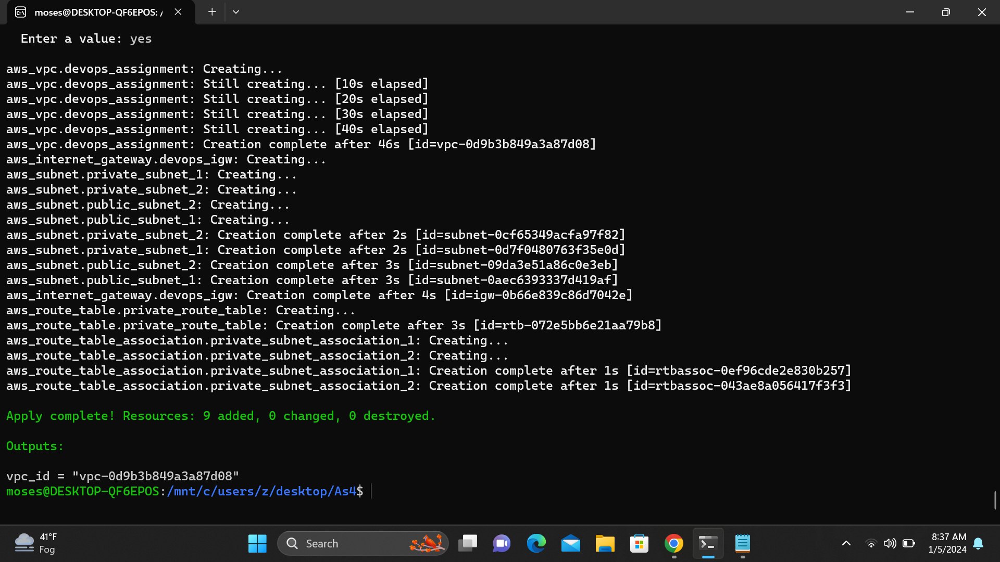 moses@DESKTOP-QF6EPOS: /
Enter a value: yes
aws_vpc.devops_assignment: Creating...
aws_vpc.devops_assignment: Still creating... [10s elapsed]
aws_vpc.devops_assignment: Still creating... [20s elapsed]
aws_vpc.devops_assignment: Still creating... [30s elapsed]
aws_vpc.devops_assignment: Still creating... [40s elapsed]
aws_vpc.devops_assignment: Creation complete after 46s [id=vpc-0d9b3b849a3a87d08]
aws_internet_gateway.devops_igw: Creating...
aws_subnet.private_subnet_1: Creating...
aws_subnet.private_subnet_2: Creating...
aws_subnet.public_subnet_2: Creating...
aws_subnet.public_subnet_1: Creating...
aws_subnet.private_subnet_2: Creation complete after 2s [id=subnet-0cf65349acfa97f82]
aws_subnet.private_subnet_1: Creation complete after 2s [id=subnet-0d7f0480763f35e0d]
aws_subnet.public_subnet_2: Creation complete after 3s [id=subnet-09da3e51a86c0e3eb]
aws_subnet.public_subnet_1: Creation complete after 3s [id=subnet-0aec6393337d419af]
aws_internet_gateway.devops_igw: Creation complete after 4s [id=igw-0b66e839c86d7042e]
aws_route_table.private_route_table: Creating...
aws_route_table.private_route_table: Creation complete after 3s [id=rtb-072e5bb6e21aa79b8]
aws_route_table_association.private_subnet_association_1: Creating...
aws_route_table_association.private_subnet_association_2: Creating...
aws_route_table_association.private_subnet_association_1: Creation complete after 1s [id=rtbassoc-0ef96cde2e830b257]
aws_route_table_association.private_subnet_association_2: Creation complete after 1s [id=rtbassoc-043ae8a056417f3f3]
Apply complete! Resources: 9 added, 0 changed, 0 destroyed.
Outputs:
vpc_id = "vpc-0d9b3b849a3a87d08"
moses@DESKTOP-QF6EPOS:/mnt/c/users/z/desktop/As4$
41°F
Fog
Search
8:37 AM
1/5/2024